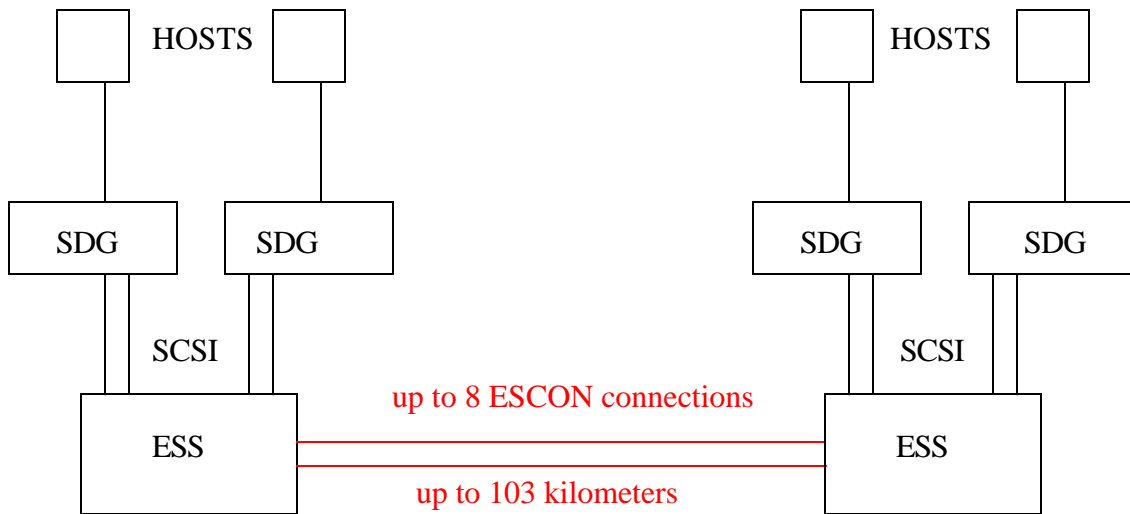 HOSTS
HOSTS
SDG
SDG
SDG
SDG
SCSI
SCSI
up to 8 ESCON connections
ESS
ESS
up to 103 kilometers